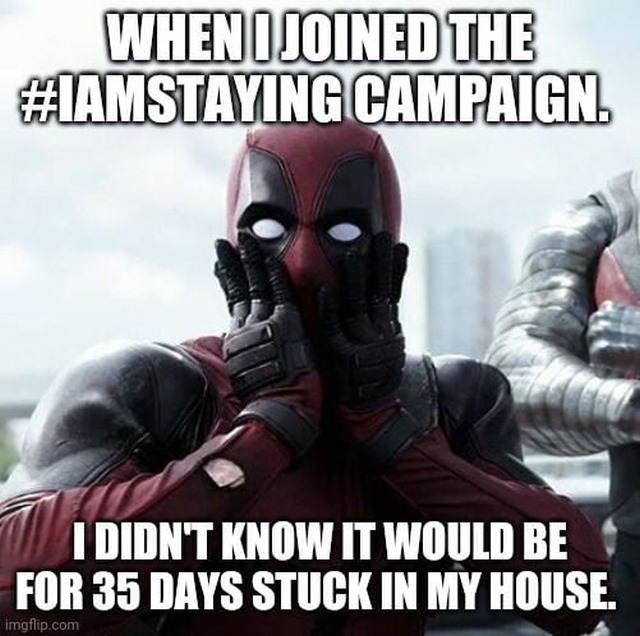 WHEN I JOINED THE
#IAMSTAYING CAMPAIGN.
I DIDN'T KNOW IT WOULD BE
FOR 35 DAYS STUCK IN MY HOUSE.
imgflip.com